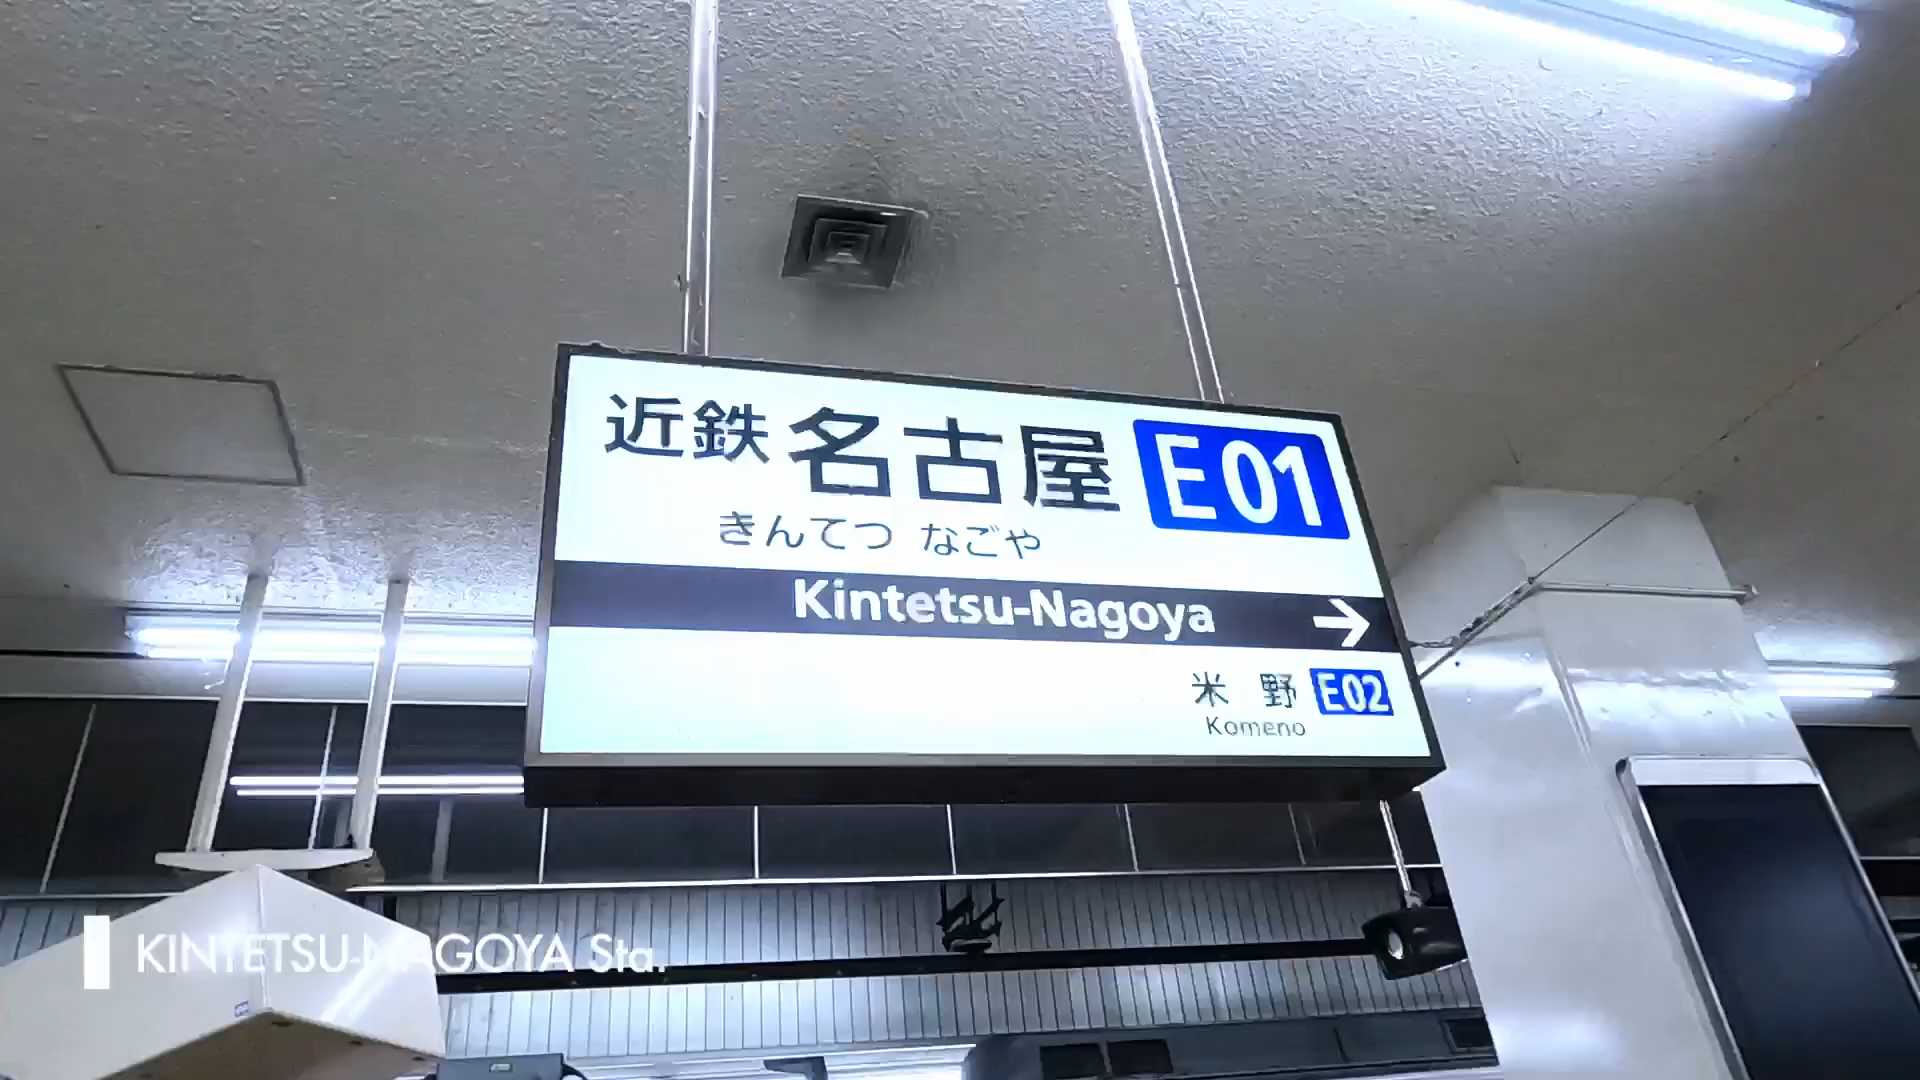 近鉄名古屋 E01
きんてつ なごや
Kintetsu-Nagoya →
米野 E02
Komeno
KINTETSU-NAGOYA Sta.